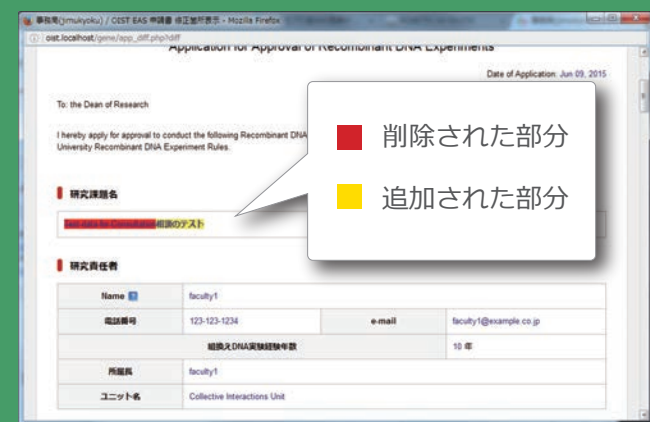 事務局(jimukyoku) / OIST EAS 申請書 修正箇所表示 - Mozilla Firefox
oist.localhost/gene/app_diff.php?diff
Application for Approval of Recombinant DNA Experiments
Date of Application: Jun 09, 2015
To: the Dean of Research
I hereby apply for approval to conduct the following Recombinant DNA
University Recombinant DNA Experiment Rules.
削除された部分
追加された部分
研究課題名
Test data for Consultation相談のテスト
研究責任者
Name ? faculty1
電話番号 123-123-1234 e-mail faculty1@example.co.jp
組換えDNA実験経験年数 10 年
所属長 faculty1
ユニット名 Collective Interactions Unit